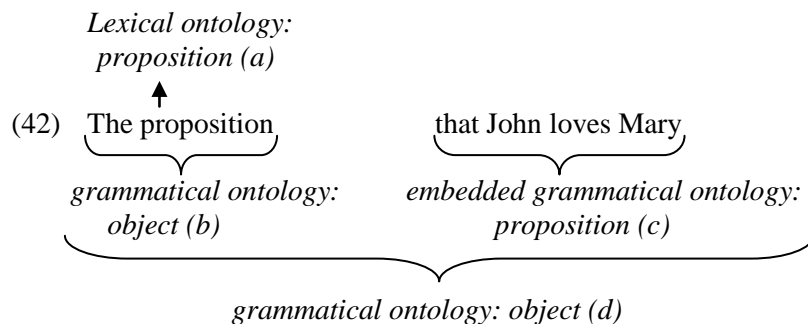 Lexical ontology:
proposition (a)
(42) The proposition that John loves Mary
grammatical ontology: embedded grammatical ontology:
object (b) proposition (c)
grammatical ontology: object (d)